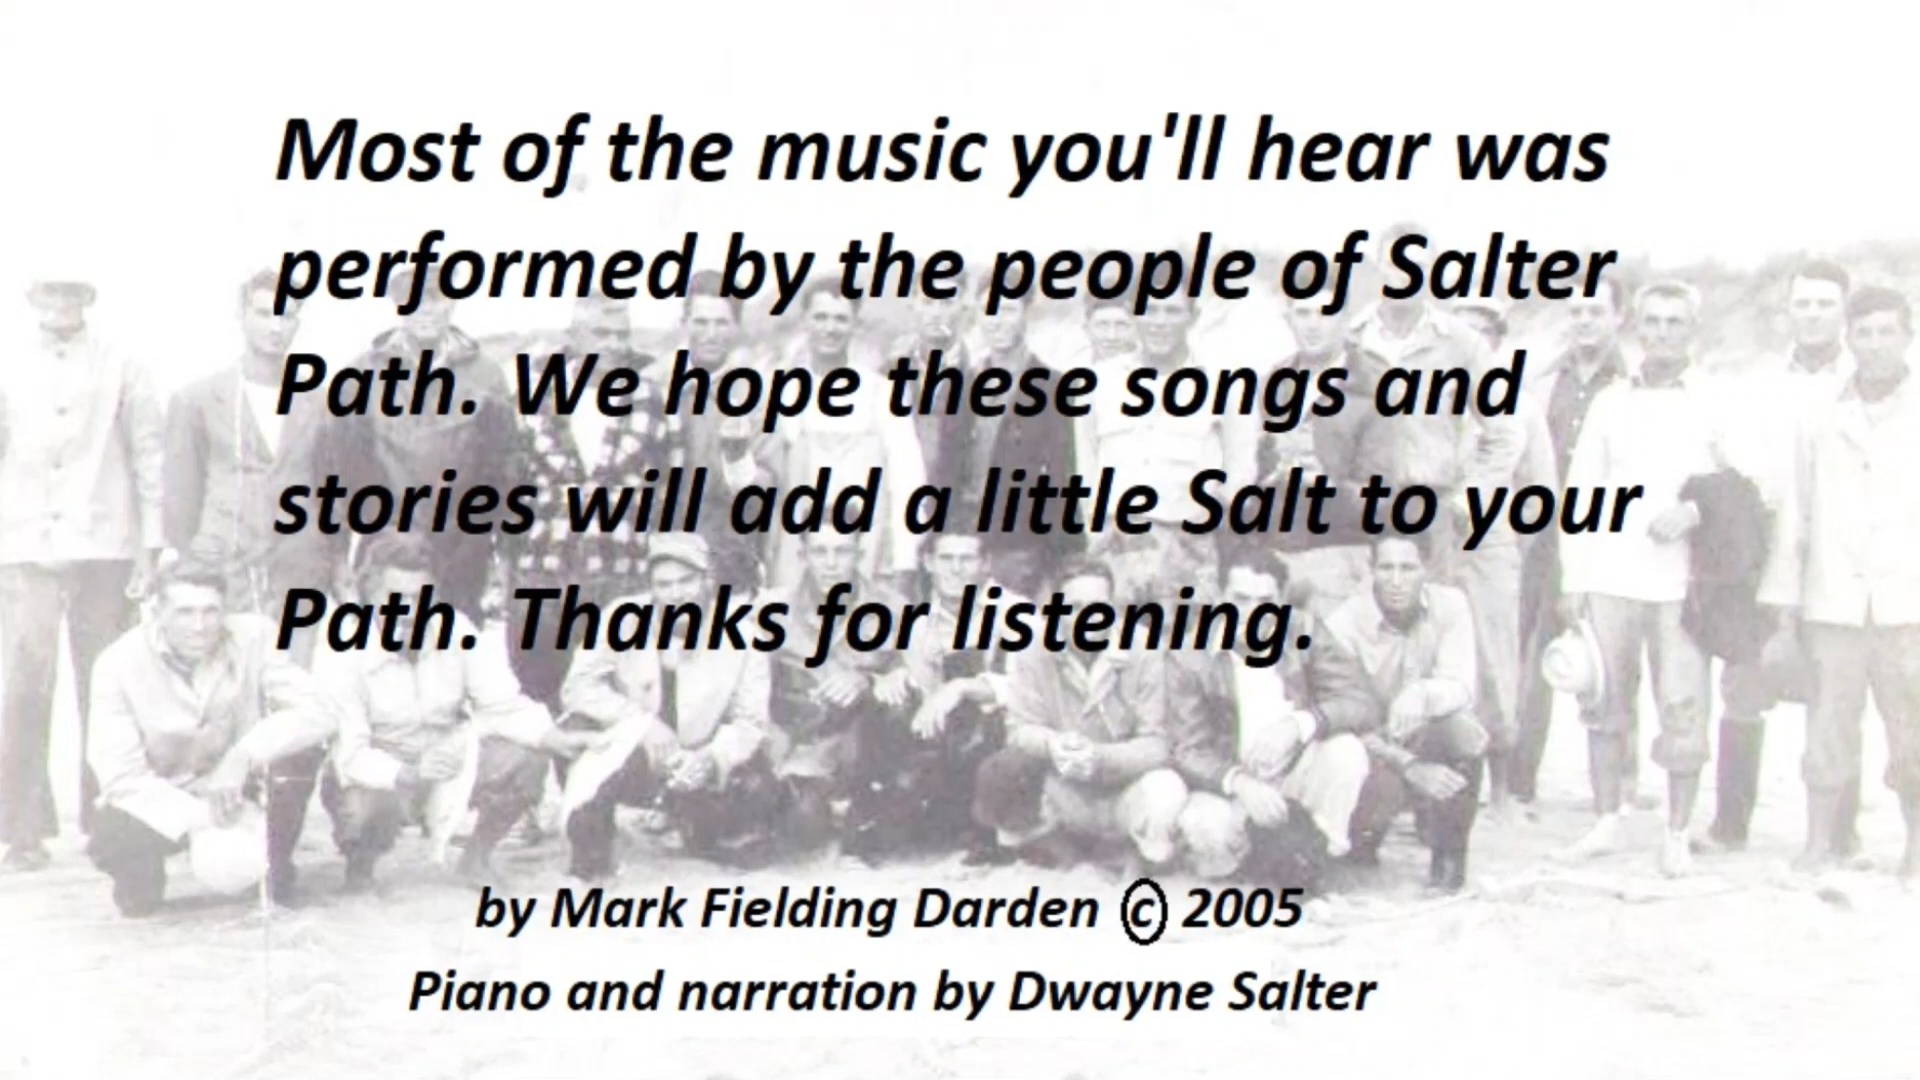 Most of the music you'll hear was
performed by the people of Salter
Path. We hope these songs and
stories will add a little Salt to your
Path. Thanks for listening.
by Mark Fielding Darden © 2005
Piano and narration by Dwayne Salter